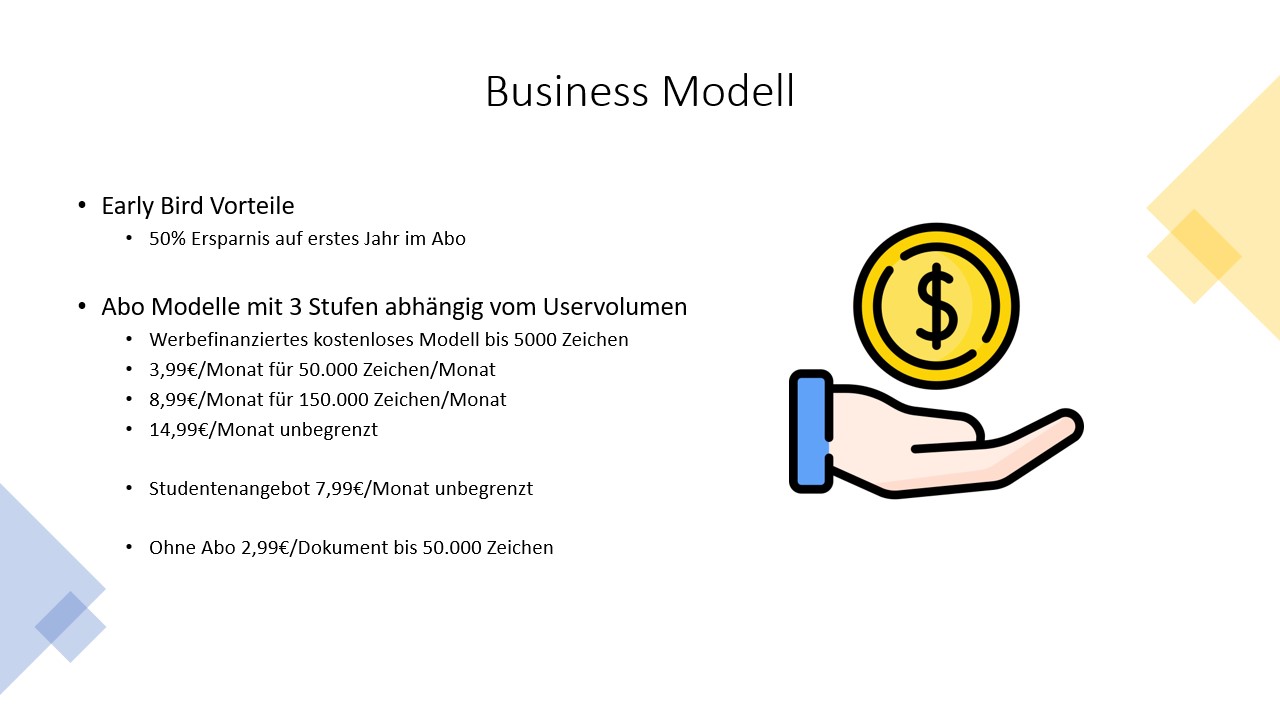 Business Modell
• Early Bird Vorteile
• 50% Ersparnis auf erstes Jahr im Abo
• Abo Modelle mit 3 Stufen abhängig vom Uservolumen
• Werbefinanziertes kostenloses Modell bis 5000 Zeichen
• 3,99€/Monat für 50.000 Zeichen/Monat
• 8,99€/Monat für 150.000 Zeichen/Monat
• 14,99€/Monat unbegrenzt
• Studentenangebot 7,99€/Monat unbegrenzt
• Ohne Abo 2,99€/Dokument bis 50.000 Zeichen
$